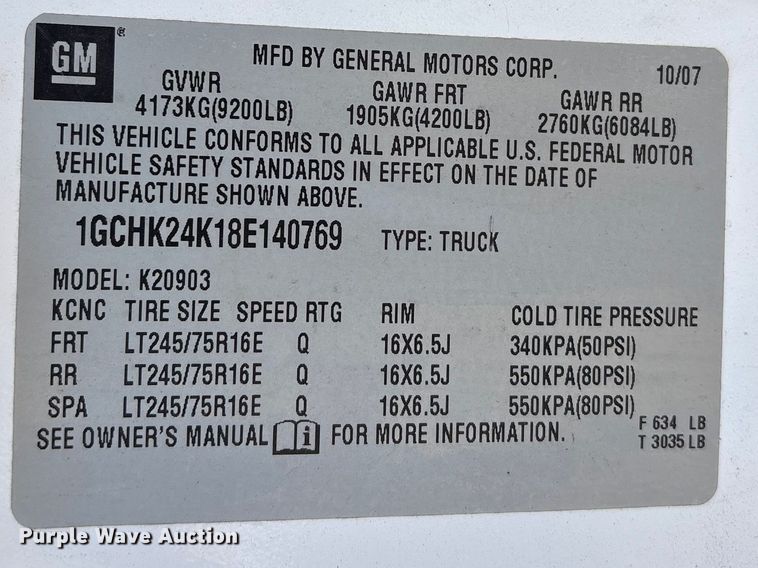 GM ®
MFD BY GENERAL MOTORS CORP. 10/07
GVWR GAWR FRT GAWR RR
4173KG(9200LB) 1905KG(4200LB) 2760KG(6084LB)
THIS VEHICLE CONFORMS TO ALL APPLICABLE U.S. FEDERAL MOTOR
VEHICLE SAFETY STANDARDS IN EFFECT ON THE DATE OF
MANUFACTURE SHOWN ABOVE.
1GCHK24K18E140769 TYPE: TRUCK
MODEL: K20903
KCNC TIRE SIZE SPEED RTG RIM COLD TIRE PRESSURE
FRT LT245/75R16E Q 16X6.5J 340KPA(50PSI)
RR LT245/75R16E Q 16X6.5J 550KPA(80PSI)
SPA LT245/75R16E Q 16X6.5J 550KPA(80PSI)
SEE OWNER'S MANUAL i FOR MORE INFORMATION.
F 634 LB
T 3035 LB
Purple Wave Auction